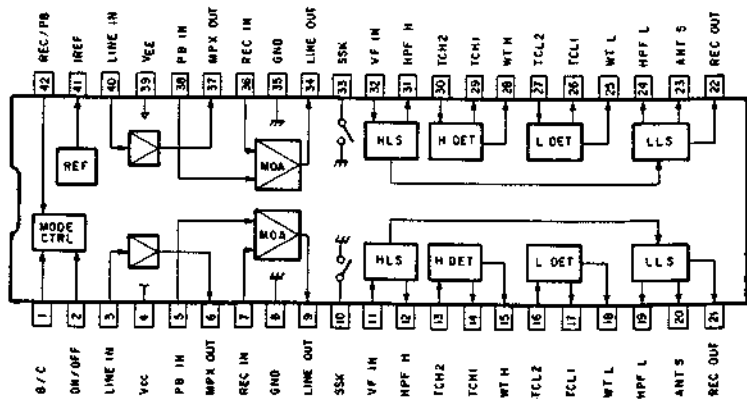 REC/PB
IREF
LINE IN
VEE
PB IN
MPX OUT
REC IN
GND
LINE OUT
SSK
VF IN
HPF H
TCH2
TCH1
WT H
TCL2
TCL1
WT L
HPF L
ANT S
REC OUT
42 41 40 39 38 37 36 35 34 33 32 31 30 29 28 27 26 25 24 23 22
REF
MOA
HLS
H DET
L DET
LLS
MODE
CTRL
MOA
HLS
H DET
L DET
LLS
1 2 3 4 5 6 7 8 9 10 11 12 13 14 15 16 17 18 19 20 21
B/C
ON/OFF
LINE IN
Vcc
PB IN
MPX OUT
REC IN
GND
LINE OUT
SSK
VF IN
HPF H
TCH2
TCH1
WT H
TCL2
TCL1
WT L
HPF L
ANT S
REC OUT